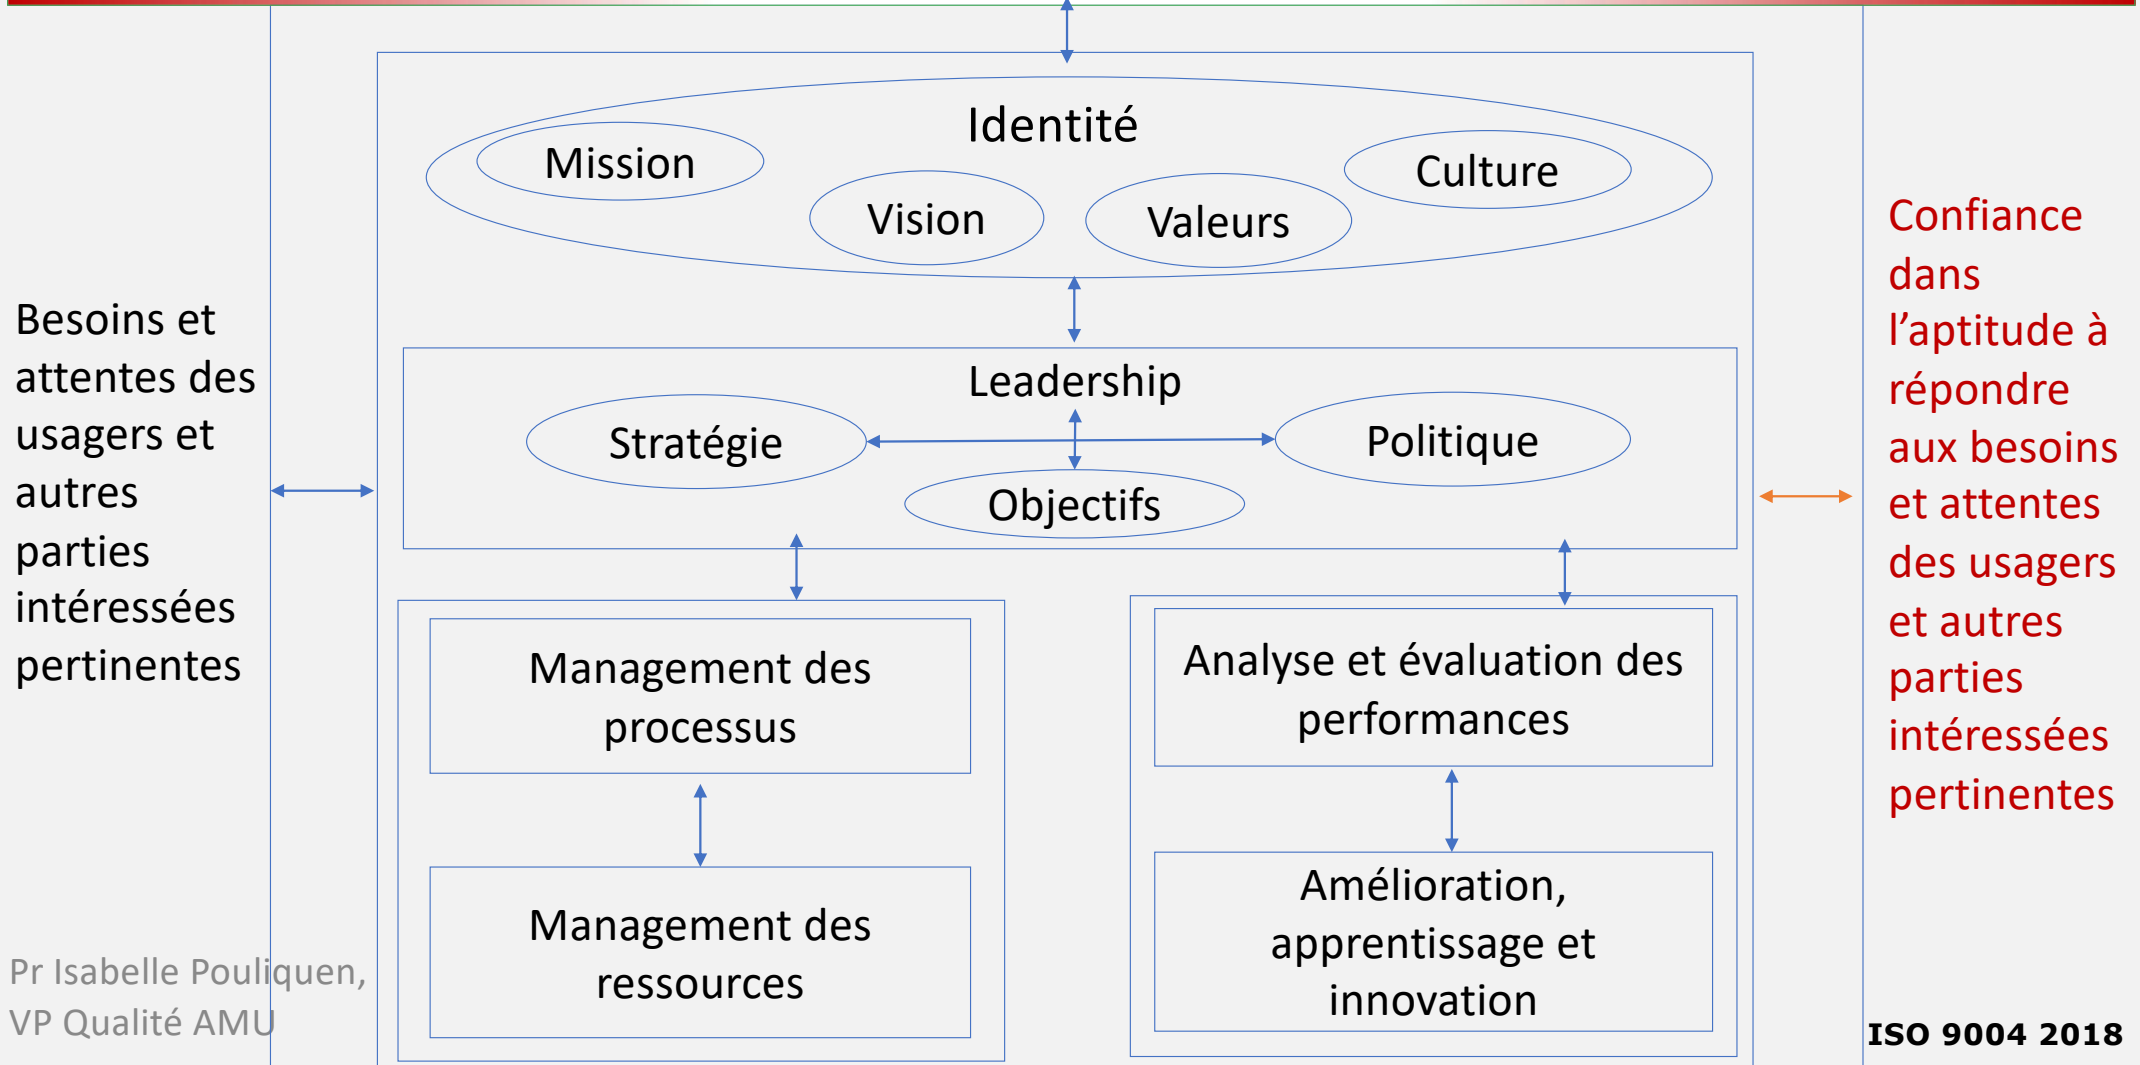 Identité
Mission
Vision
Valeurs
Culture
Besoins et
attentes des
usagers et
autres
parties
intéressées
pertinentes
Leadership
Stratégie
Politique
Objectifs
Management des
processus
Management des
ressources
Analyse et évaluation des
performances
Amélioration,
apprentissage et
innovation
Confiance
dans
l’aptitude à
répondre
aux besoins
et attentes
des usagers
et autres
parties
intéressées
pertinentes
Pr Isabelle Pouliquen,
VP Qualité AMU
ISO 9004 2018